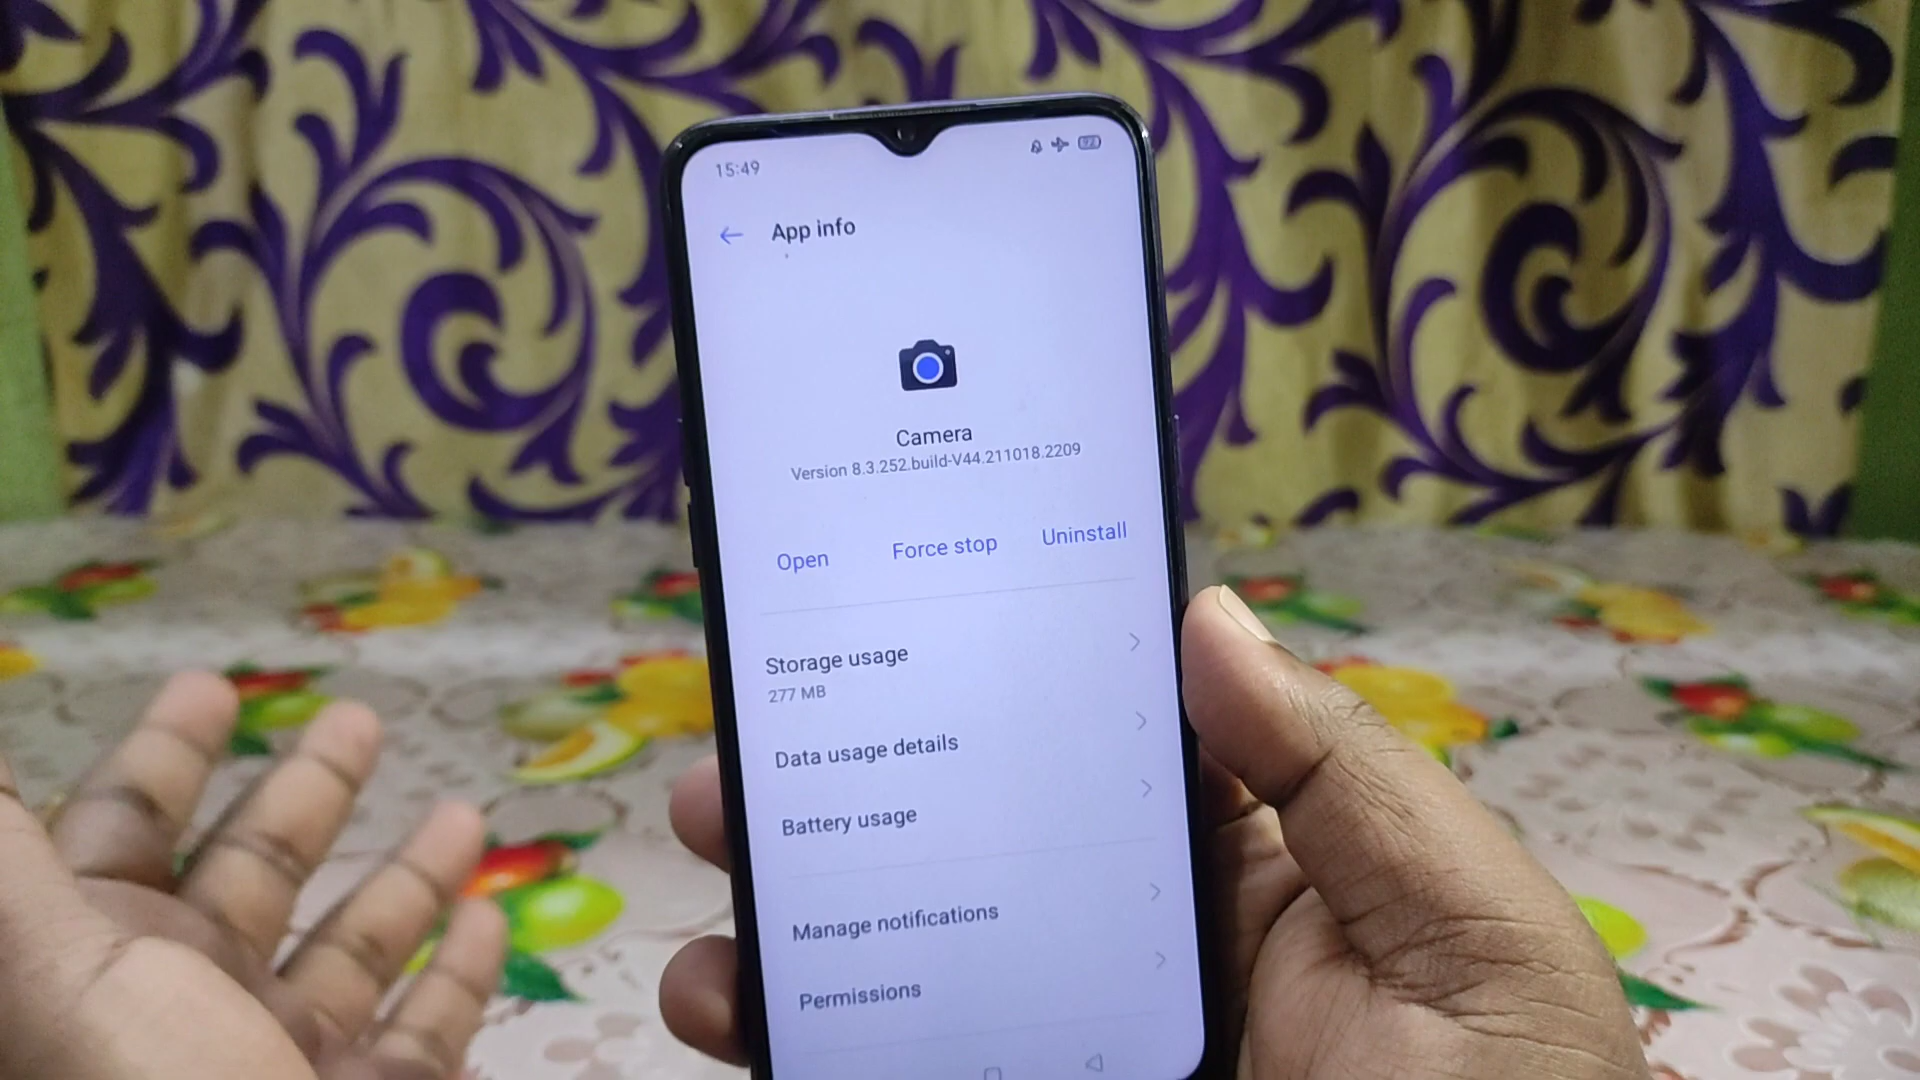 15:49
App info
Camera
Version 8.3.252.build-V44.211018.2209
Open
Force stop
Uninstall
Storage usage
277 MB
Data usage details
Battery usage
Manage notifications
Permissions